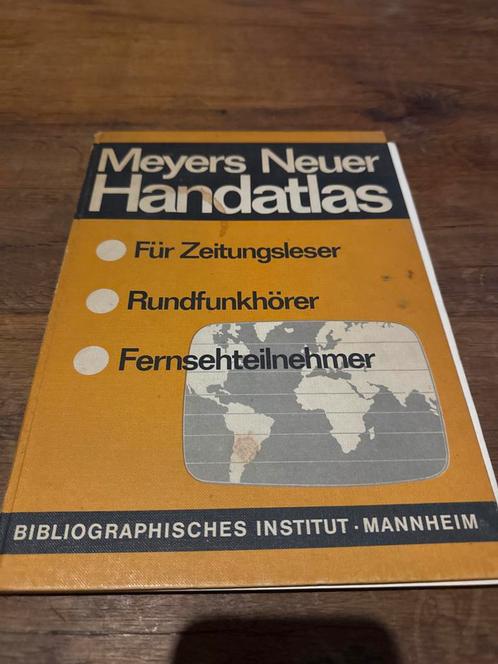 Meyers Neuer
Handatlas
Für Zeitungsleser
Rundfunkhörer
Fernsehteilnehmer
BIBLIOGRAPHISCHES INSTITUT · MANNHEIM